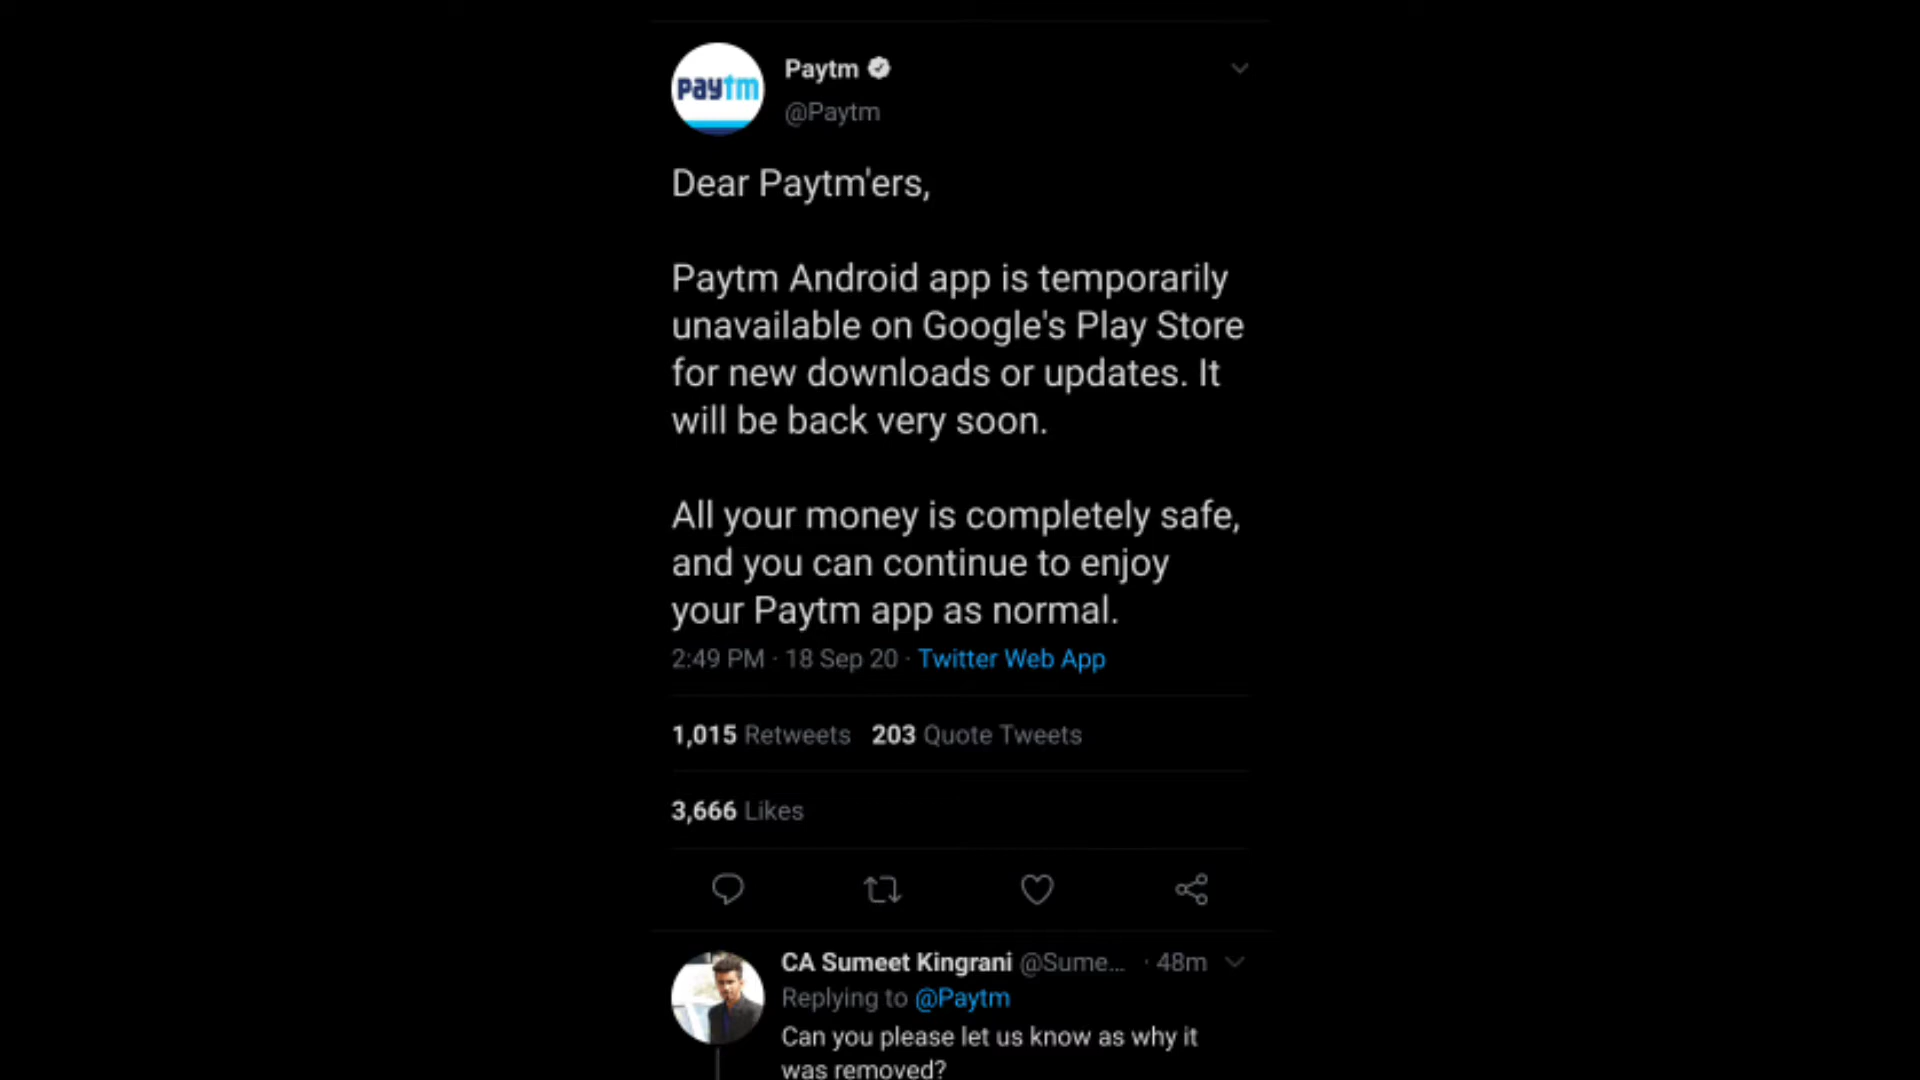 paytm
Paytm
@Paytm
Dear Paytm'ers,
Paytm Android app is temporarily
unavailable on Google's Play Store
for new downloads or updates. It
will be back very soon.
All your money is completely safe,
and you can continue to enjoy
your Paytm app as normal.
2:49 PM · 18 Sep 20 · Twitter Web App
1,015 Retweets 203 Quote Tweets
3,666 Likes
CA Sumeet Kingrani @Sume... · 48m
Replying to @Paytm
Can you please let us know as why it
was removed?